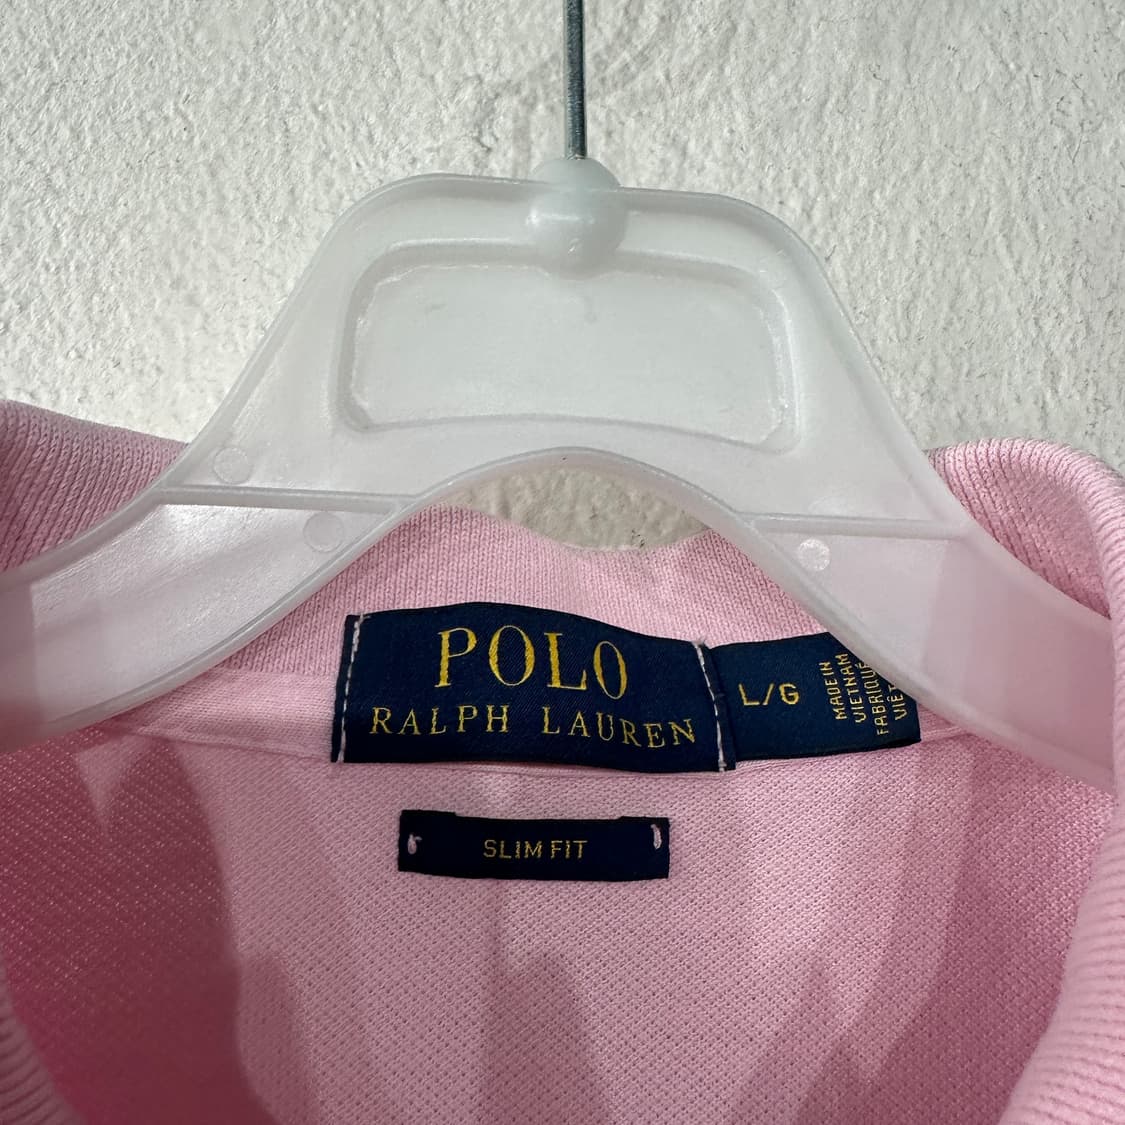 POLO
RALPH LAUREN
L/G
MADE IN
VIETNAM
SLIM FIT